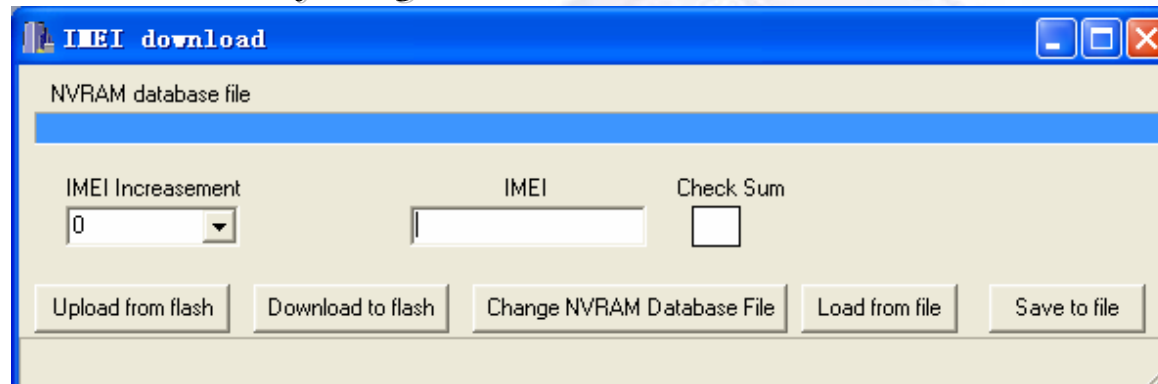 IMEI download
NVRAM database file
IMEI Increasement IMEI Check Sum
0
Upload from flash Download to flash Change NVRAM Database File Load from file Save to file